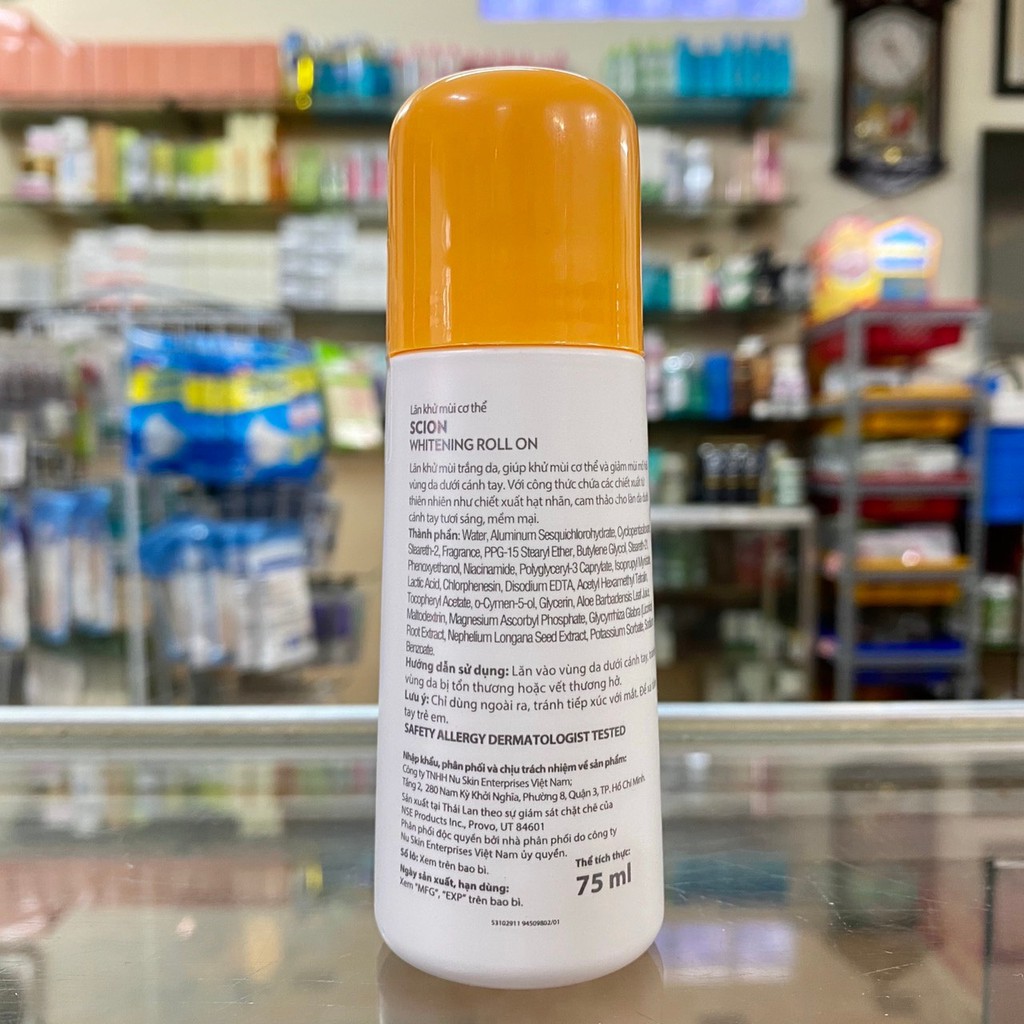 Lăn khử mùi cơ thể
SCION
WHITENING ROLL ON
Lăn khử mùi trắng da, giúp khử mùi cơ thể và giảm mùi mồ
vùng da dưới cánh tay. Với công thức chứa các chiết xuất từ
thiên nhiên như chiết xuất hạt nhãn, cam thảo cho làn da dưới
cánh tay tươi sáng, mềm mại.
Thành phần: Water, Aluminum Sesquichlorohydrate, Cyclopentasiloxane,
Steareth-2, Fragrance, PPG-15 Stearyl Ether, Butylene Glycol, Steareth-21,
Phenoxyethanol, Niacinamide, Polyglyceryl-3 Caprylate, Isopropyl Myristate,
Lactic Acid, Chlorphenesin, Disodium EDTA, Acetyl Hexamethyl Tetralin,
Tocopheryl Acetate, o-Cymen-5-ol, Glycerin, Aloe Barbadensis Leaf Juice,
Maltodextrin, Magnesium Ascorbyl Phosphate, Glycyrrhiza Glabra (Licorice)
Root Extract, Nephelium Longana Seed Extract, Potassium Sorbate, Sodium
Benzoate.
Hướng dẫn sử dụng: Lăn vào vùng da dưới cánh tay,
vùng da bị tổn thương hoặc vết thương hở.
Lưu ý: Chỉ dùng ngoài ra, tránh tiếp xúc với mắt. Để xa
tay trẻ em.
SAFETY ALLERGY DERMATOLOGIST TESTED
Nhập khẩu, phân phối và chịu trách nhiệm về sản phẩm:
Công ty TNHH Nu Skin Enterprises Việt Nam;
Tầng 2, 280 Nam Kỳ Khởi Nghĩa, Phường 8, Quận 3, TP. Hồ Chí Minh.
Sản xuất tại Thái Lan theo sự giám sát chặt chẽ của
NSE Products Inc., Provo, UT 84601
Phân phối độc quyền bởi nhà phân phối do công ty
Nu Skin Enterprises Việt Nam ủy quyền.
Số lô: Xem trên bao bì.
Ngày sản xuất, hạn dùng:
Xem "MFG", "EXP" trên bao bì.
Thể tích thực:
75 ml
53102911 94509802/01